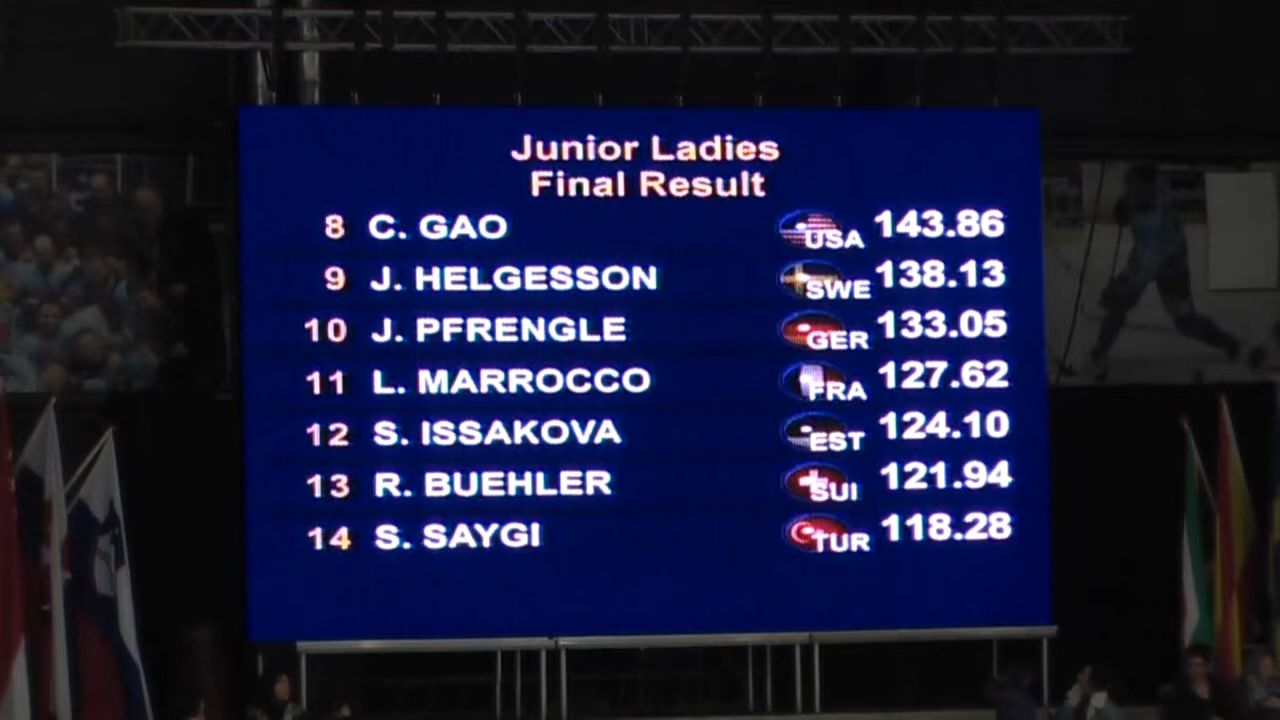 Junior Ladies
Final Result
8 C. GAO USA 143.86
9 J. HELGESSON SWE 138.13
10 J. PFRENGLE GER 133.05
11 L. MARROCCO FRA 127.62
12 S. ISSAKOVA EST 124.10
13 R. BUEHLER SUI 121.94
14 S. SAYGI TUR 118.28